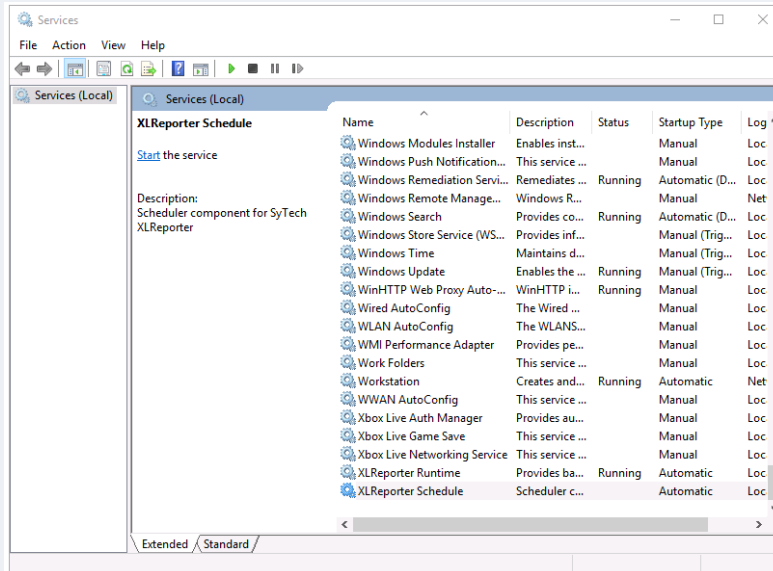 Services
File Action View Help
Services (Local)
Services (Local)
XLReporter Schedule
Start the service
Description:
Scheduler component for SyTech
XLReporter
Name Description Status Startup Type Log
Windows Modules Installer Enables inst... Manual Loc
Windows Push Notification... This service ... Manual Loc
Windows Remediation Servi... Remediates ... Running Automatic (D... Loc
Windows Remote Manage... Windows R... Manual Net
Windows Search Provides co... Running Automatic (D... Loc
Windows Store Service (WS... Provides inf... Manual (Trig... Loc
Windows Time Maintains d... Manual (Trig... Loc
Windows Update Enables the ... Running Manual (Trig... Loc
WinHTTP Web Proxy Auto-... WinHTTP i... Running Manual Loc
Wired AutoConfig The Wired ... Manual Loc
WLAN AutoConfig The WLANS... Manual Loc
WMI Performance Adapter Provides pe... Manual Loc
Work Folders This service ... Manual Loc
Workstation Creates and... Running Automatic Net
WWAN AutoConfig This service ... Manual Loc
Xbox Live Auth Manager Provides au... Manual Loc
Xbox Live Game Save This service ... Manual Loc
Xbox Live Networking Service This service ... Manual Loc
XLReporter Runtime Provides ba... Running Automatic Loc
XLReporter Schedule Scheduler c... Automatic Loc
Extended Standard